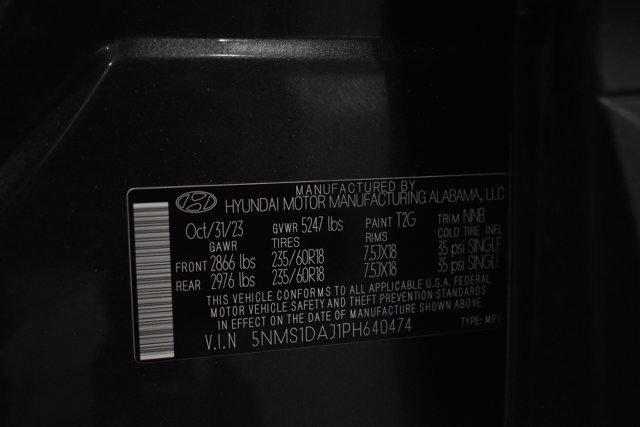 MANUFACTURED BY
HYUNDAI MOTOR MANUFACTURING ALABAMA, LLC
Oct/31/23 GVWR 5247 lbs PAINT T2G TRIM NNB
GAWR TIRES RIMS COLD TIRE INFL
FRONT 2866 lbs 235/60R18 7.5JX18 35 psi SINGLE
REAR 2976 lbs 235/60R18 7.5JX18 35 psi SINGLE
THIS VEHICLE CONFORMS TO ALL APPLICABLE U.S.A. FEDERAL
MOTOR VEHICLE SAFETY AND THEFT PREVENTION STANDARDS
IN EFFECT ON THE DATE OF MANUFACTURE SHOWN ABOVE.
V.I.N 5NMS1DAJ1PH640474 TYPE: MPV